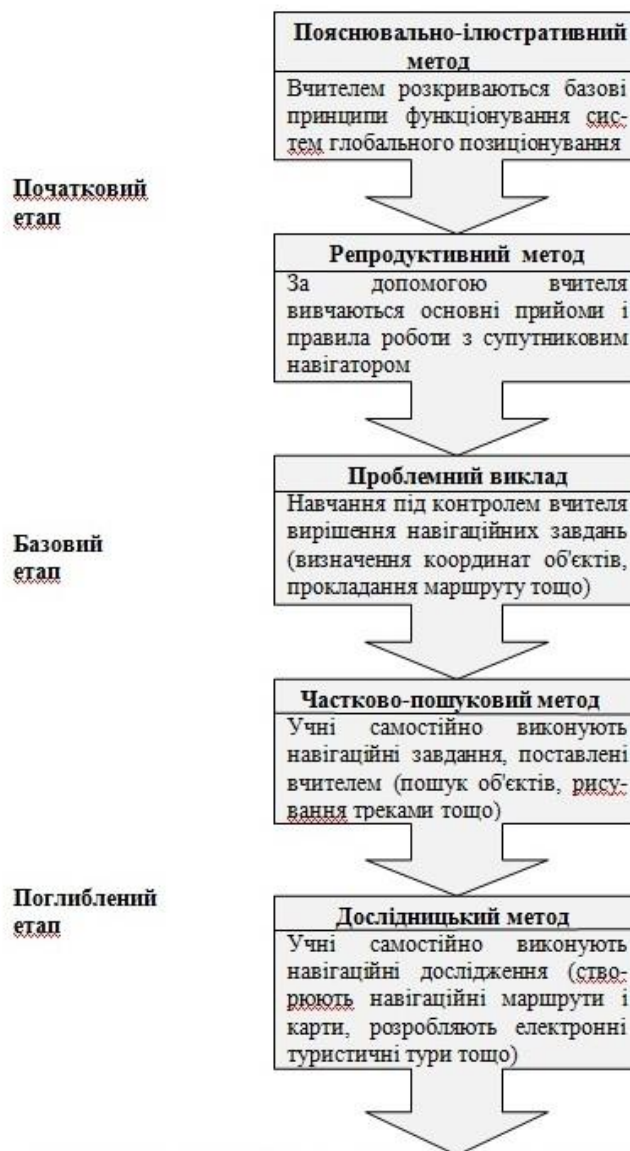 Пояснювально-ілюстративний
метод
Вчителем розкриваються базові
принципи функціонування сис-
тем глобального позиціонування
Початковий
етап
Репродуктивний метод
За допомогою вчителя
вивчаються основні прийоми і
правила роботи з супутниковим
навігатором
Проблемний виклад
Навчання під контролем вчителя
вирішення навігаційних завдань
(визначення координат об'єктів,
прокладання маршруту тощо)
Базовий
етап
Частково-пошуковий метод
Учні самостійно виконують
навігаційні завдання, поставлені
вчителем (пошук об'єктів, рису-
вання треками тощо)
Поглиблений
етап
Дослідницький метод
Учні самостійно виконують
навігаційні дослідження (ство-
рюють навігаційні маршрути і
карти, розробляють електронні
туристичні тури тощо)